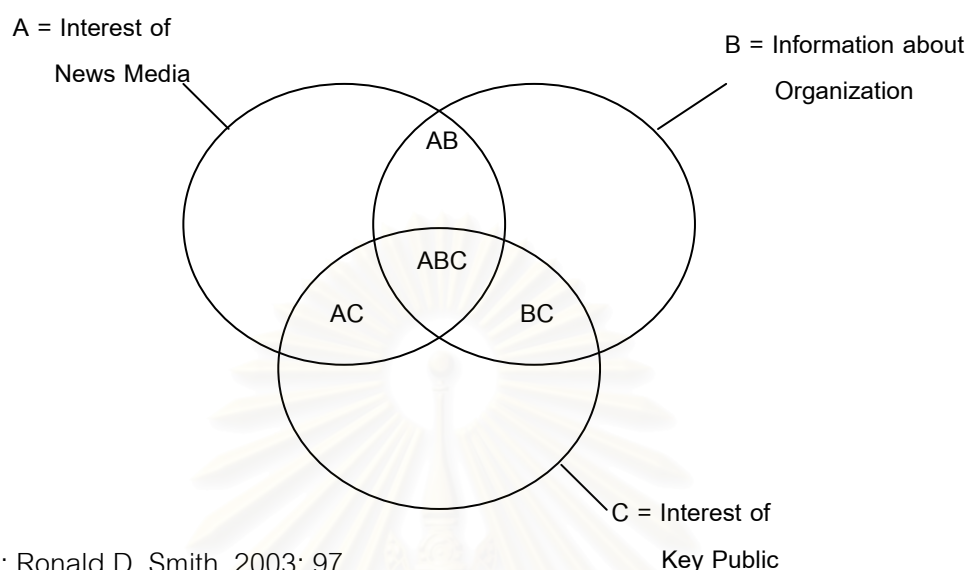 A = Interest of
News Media
B = Information about
Organization
AB
ABC
AC
BC
C = Interest of
Key Public
: Ronald D. Smith, 2003: 97